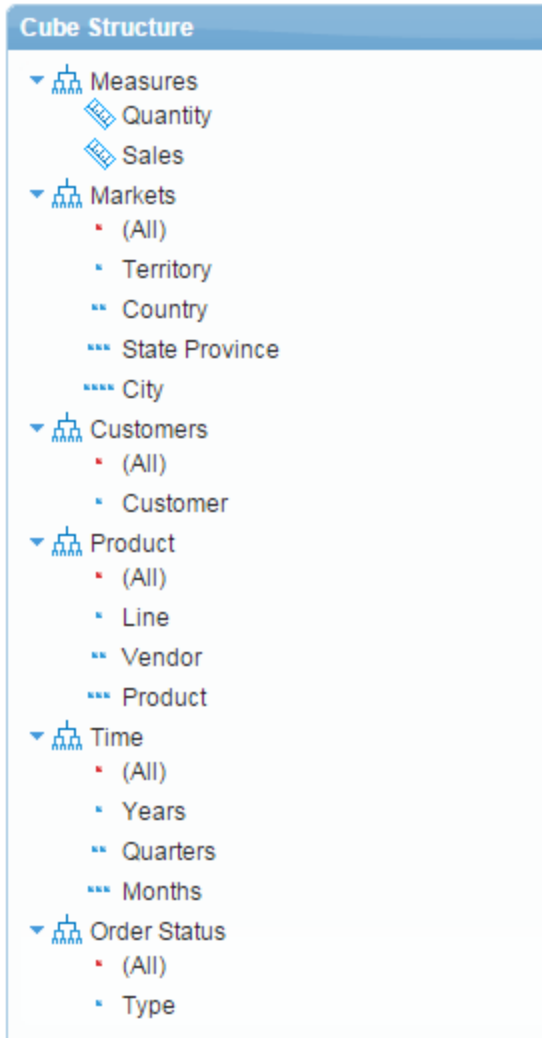 Cube Structure
Measures
Quantity
Sales
Markets
(All)
Territory
Country
State Province
City
Customers
(All)
Customer
Product
(All)
Line
Vendor
Product
Time
(All)
Years
Quarters
Months
Order Status
(All)
Type